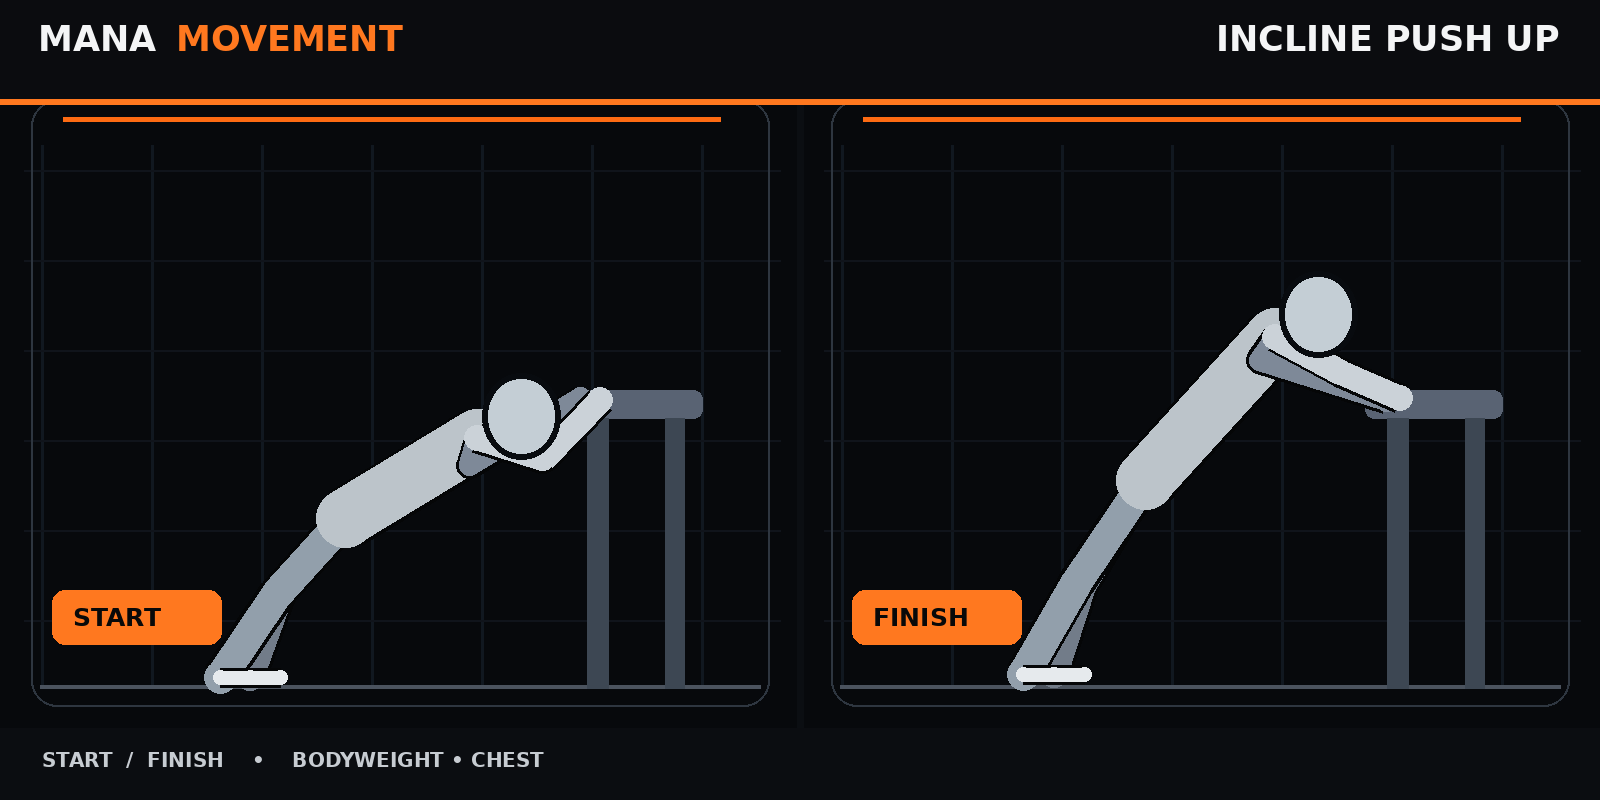 MANA MOVEMENT
INCLINE PUSH UP
START
FINISH
START / FINISH • BODYWEIGHT • CHEST